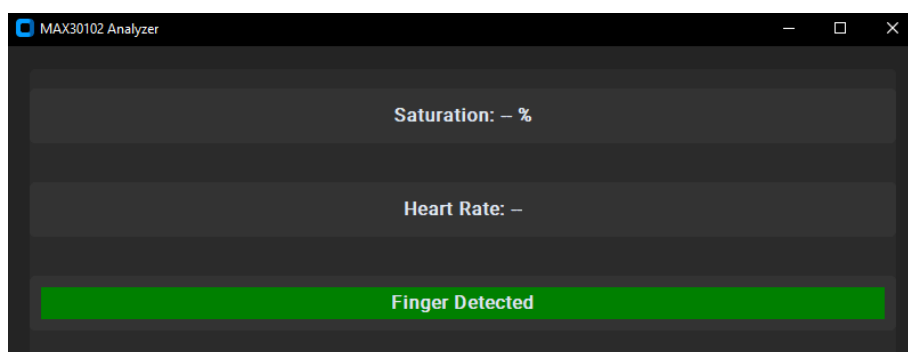 MAX30102 Analyzer
Saturation: -- %
Heart Rate: --
Finger Detected